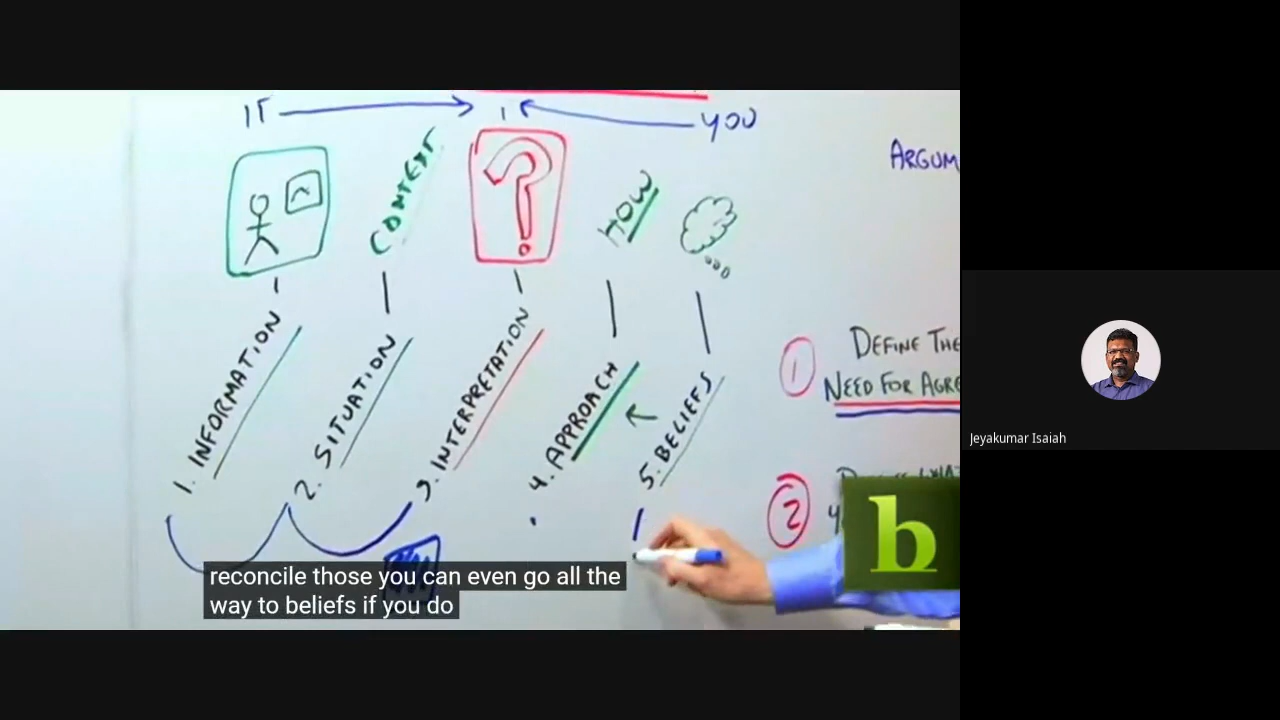 IT
I
YOU
CONTEXT
HOW
ARGUM
?
1. INFORMATION
2. SITUATION
3. INTERPRETATION
4. APPROACH
5. BELIEFS
1
DEFINE THE
NEED FOR AGRE
2
b
reconcile those you can even go all the
way to beliefs if you do
Jeyakumar Isaiah